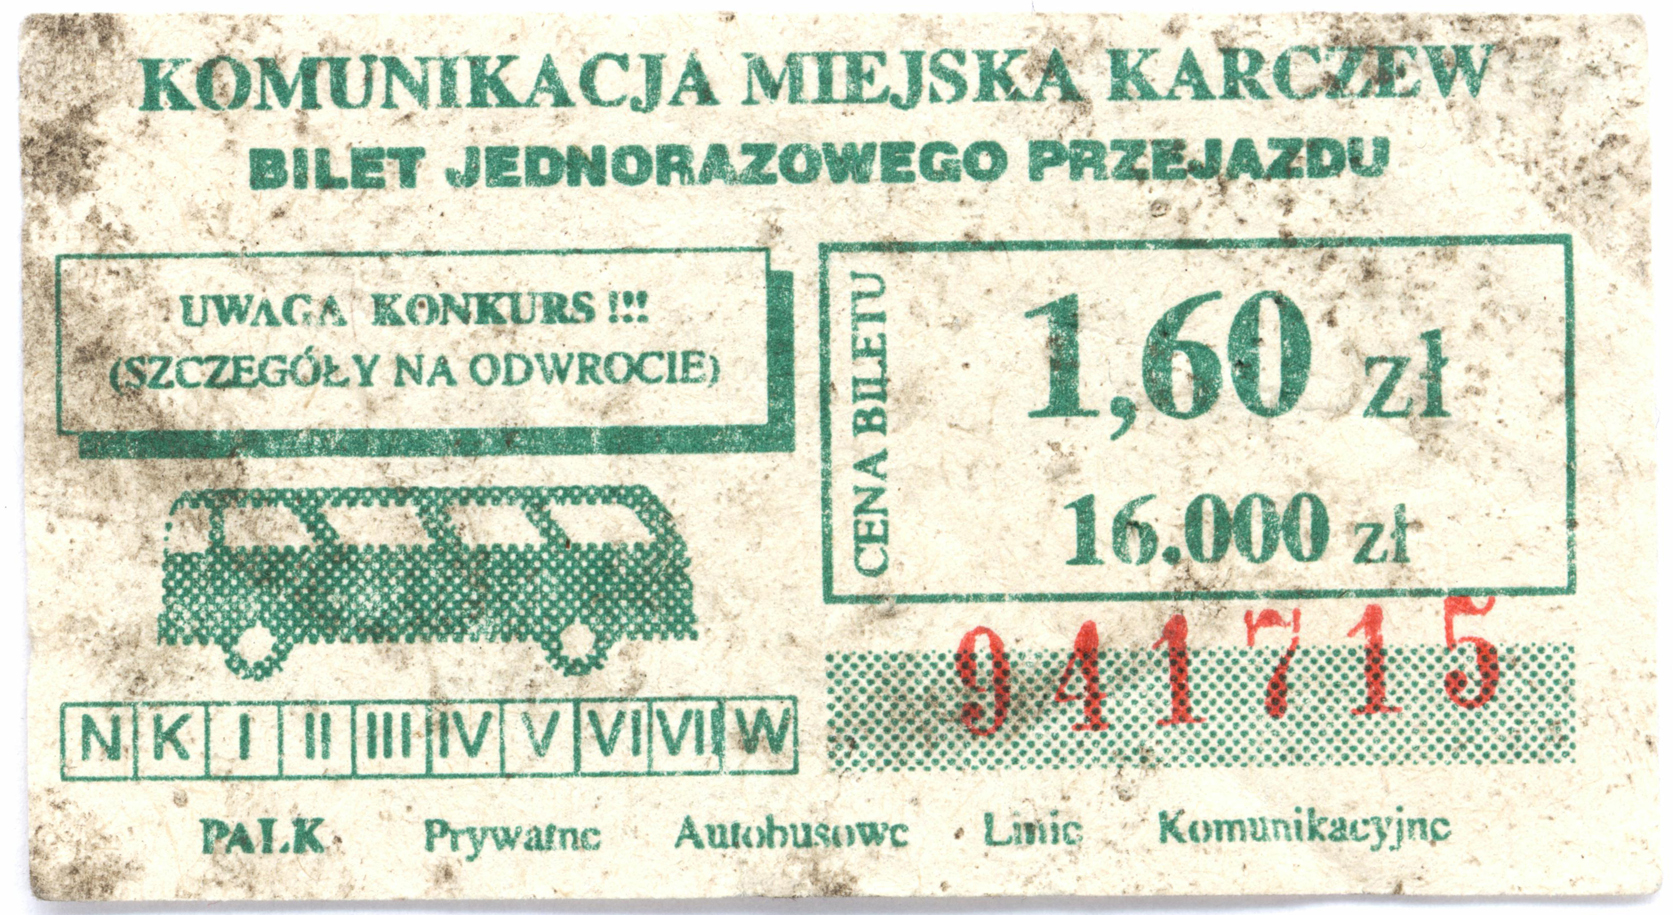 KOMUNIKACJA MIEJSKA KARCZEW
BILET JEDNORAZOWEGO PRZEJAZDU
UWAGA KONKURS !!!
(SZCZEGÓŁY NA ODWROCIE)
CENA BILETU
1,60 zł
16.000 zł
941715
N K I II III IV V VI VII W
PALK Prywatne Autobusowe Linie Komunikacyjne